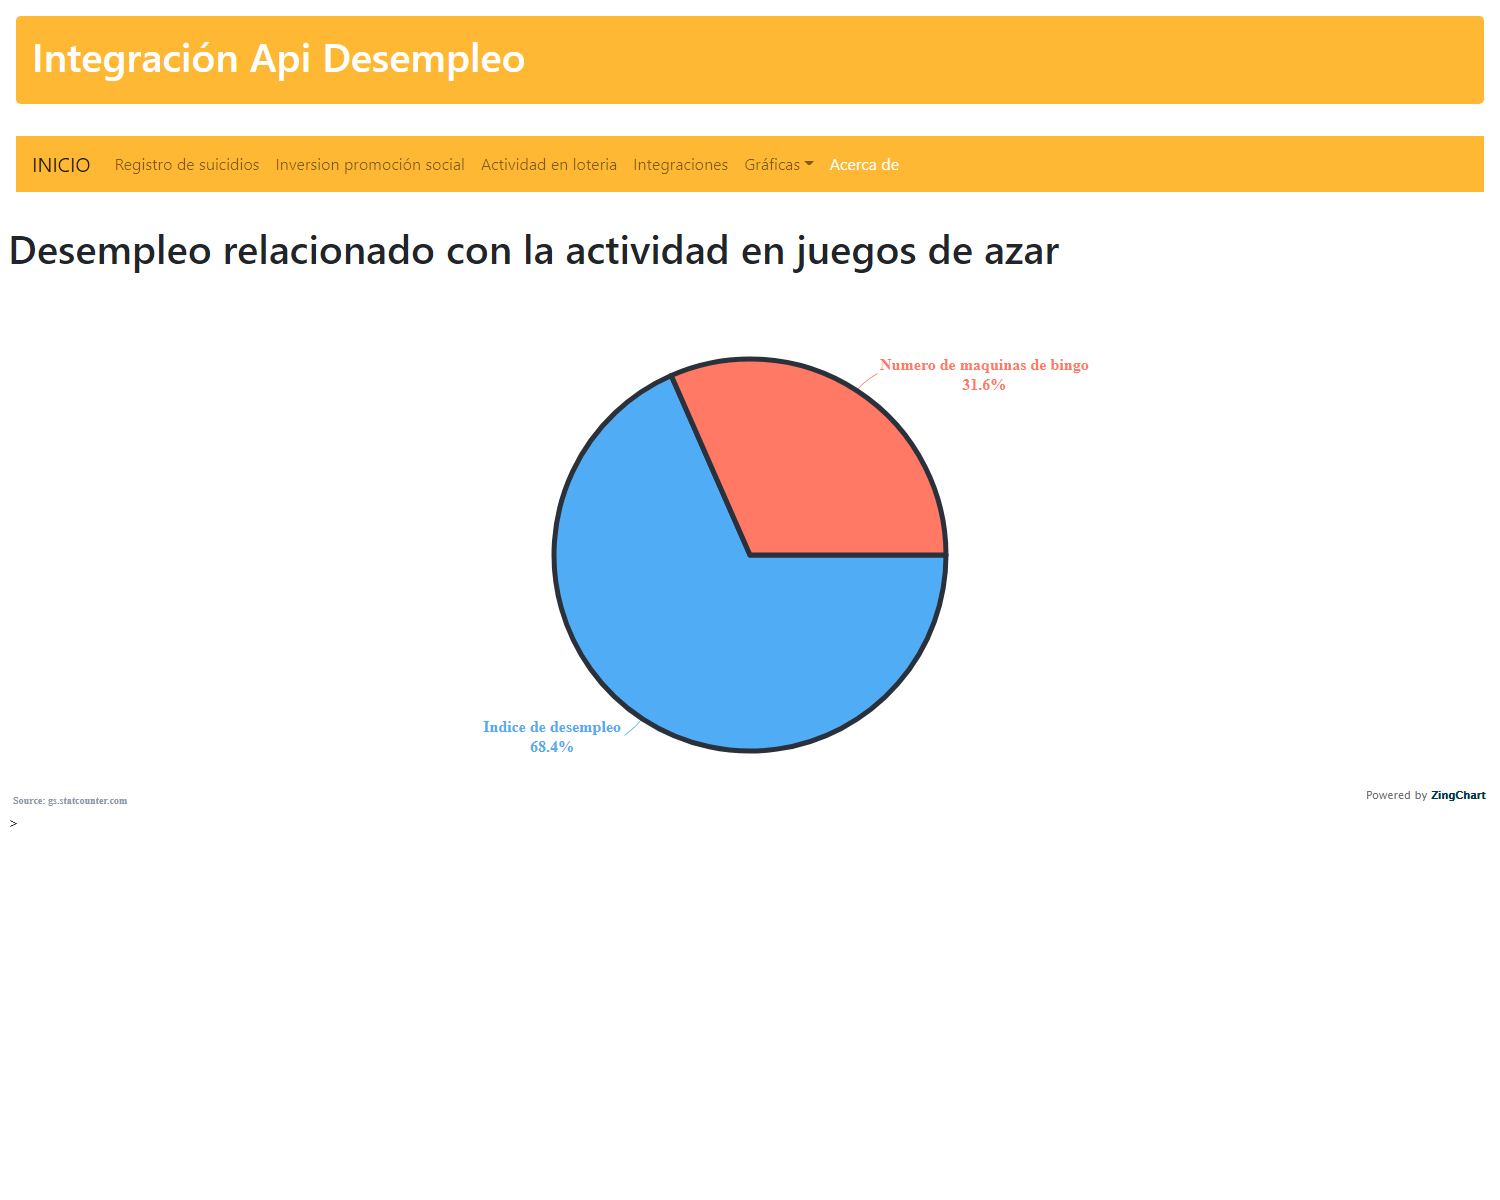 Integración Api Desempleo
INICIO Registro de suicidios Inversion promoción social Actividad en loteria Integraciones Gráficas Acerca de
Desempleo relacionado con la actividad en juegos de azar
Numero de maquinas de bingo
31.6%
Indice de desempleo
68.4%
Source: gs.statcounter.com
Powered by ZingChart
>